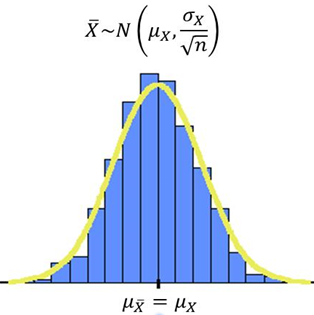 X̄~N(μ_X, σ_X/√n)
μ_X̄ = μ_X